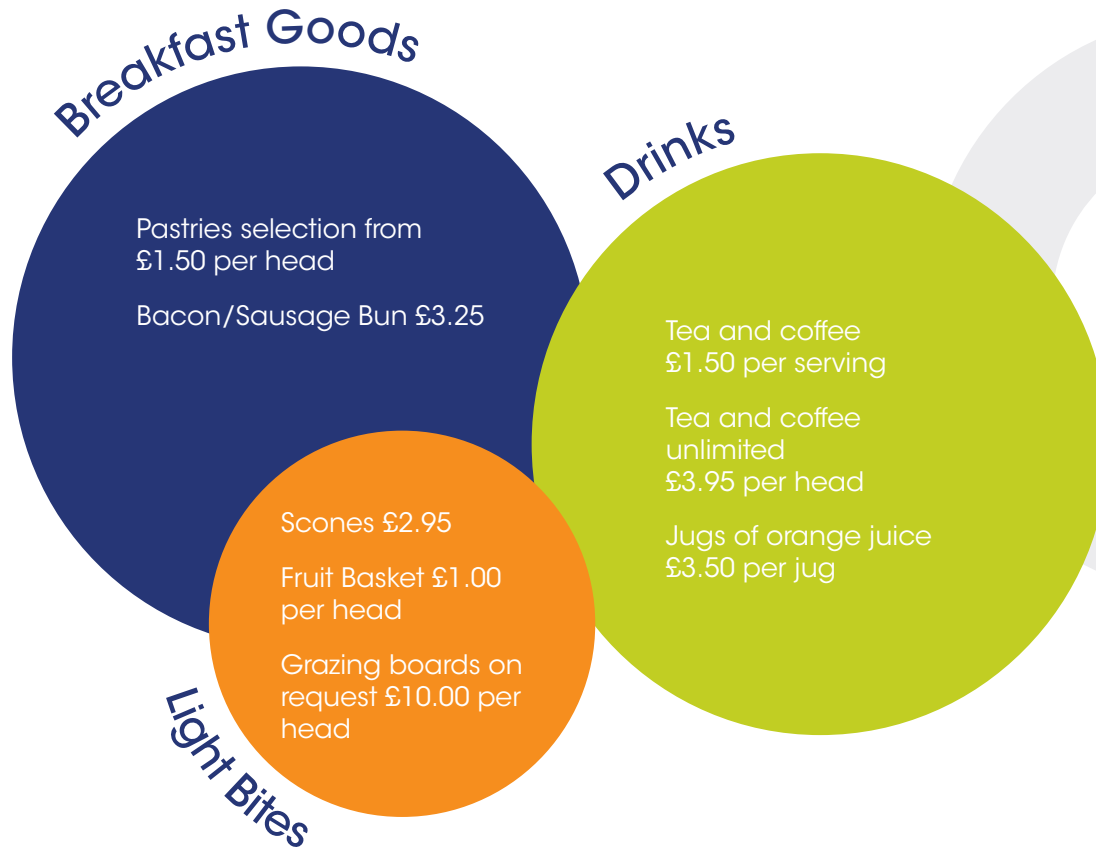 Breakfast Goods
Pastries selection from
£1.50 per head
Bacon/Sausage Bun £3.25
Drinks
Tea and coffee
£1.50 per serving
Tea and coffee
unlimited
£3.95 per head
Jugs of orange juice
£3.50 per jug
Light Bites
Scones £2.95
Fruit Basket £1.00
per head
Grazing boards on
request £10.00 per
head